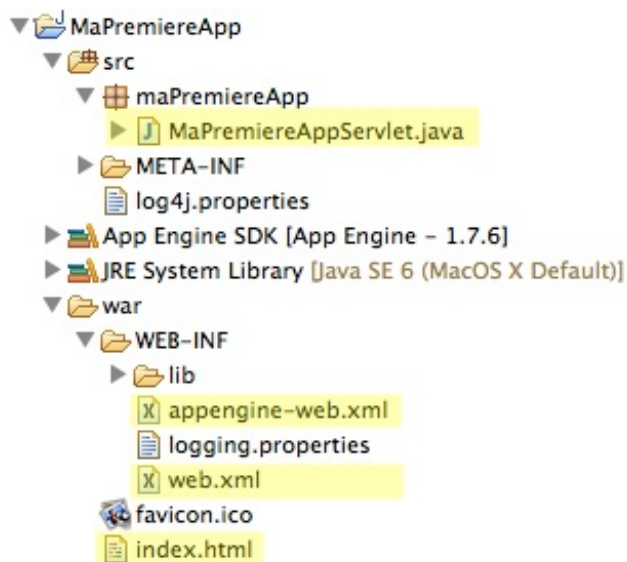 MaPremiereApp
src
maPremiereApp
MaPremiereAppServlet.java
META-INF
log4j.properties
App Engine SDK [App Engine - 1.7.6]
JRE System Library [Java SE 6 (MacOS X Default)]
war
WEB-INF
lib
appengine-web.xml
logging.properties
web.xml
favicon.ico
index.html